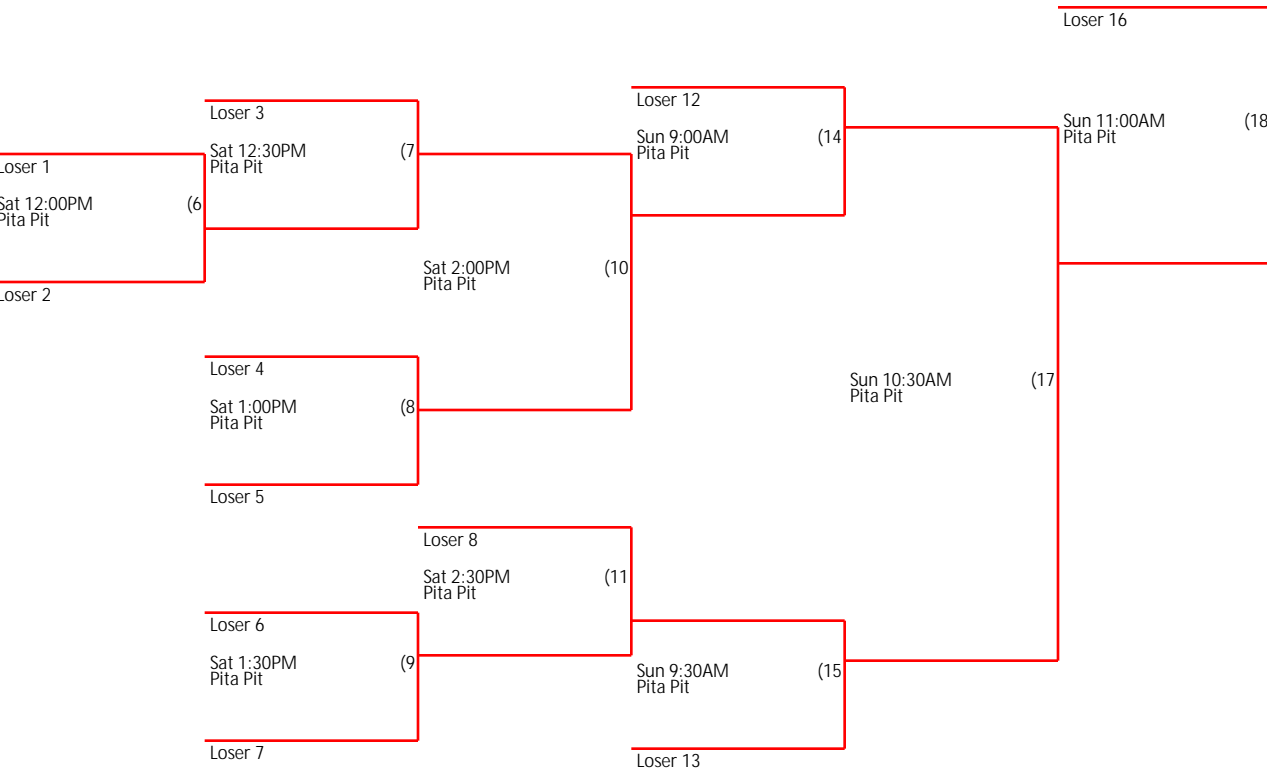 Loser 16
Loser 12
Loser 3
Sun 11:00AM (18
Pita Pit
Sun 9:00AM (14
Pita Pit
Sat 12:30PM (7
Pita Pit
Loser 1
Sat 12:00PM (6
Pita Pit
Sat 2:00PM (10
Pita Pit
Loser 2
Loser 4
Sun 10:30AM (17
Pita Pit
Sat 1:00PM (8
Pita Pit
Loser 5
Loser 8
Sat 2:30PM (11
Pita Pit
Loser 6
Sat 1:30PM (9
Pita Pit
Sun 9:30AM (15
Pita Pit
Loser 7
Loser 13